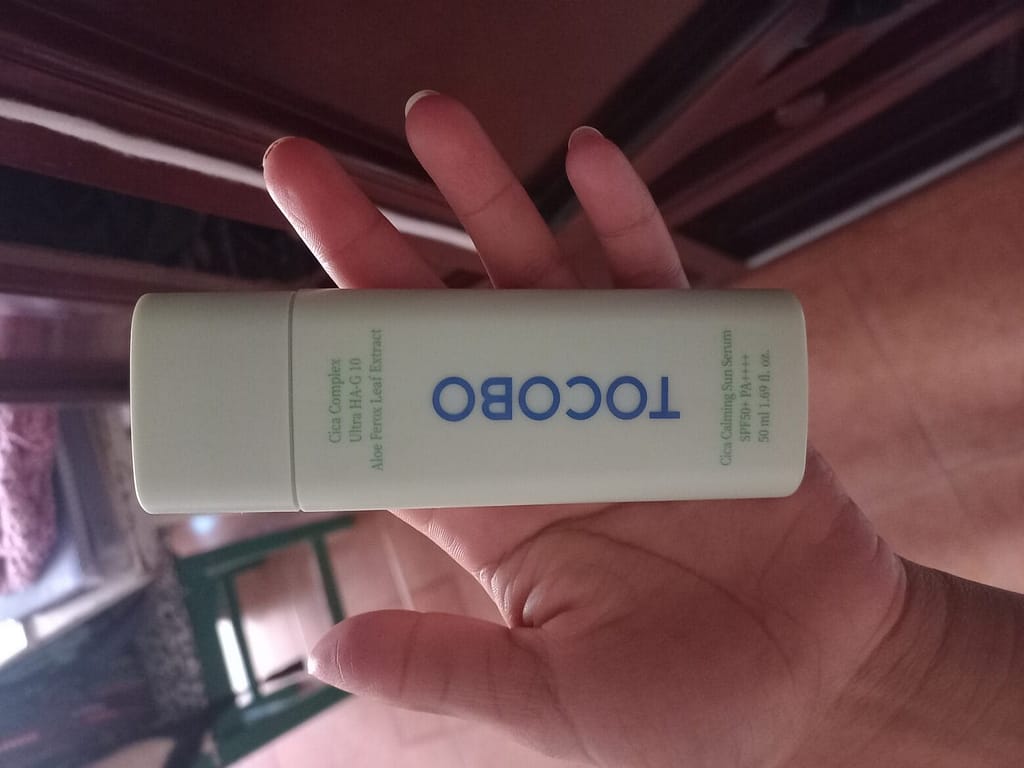 Cica Complex
Ultra HA-G 10
Aloe Ferox Leaf Extract
TOCOBO
Cica Calming Sun Serum
SPF50+ PA++++
50 ml 1.69 fl. oz.